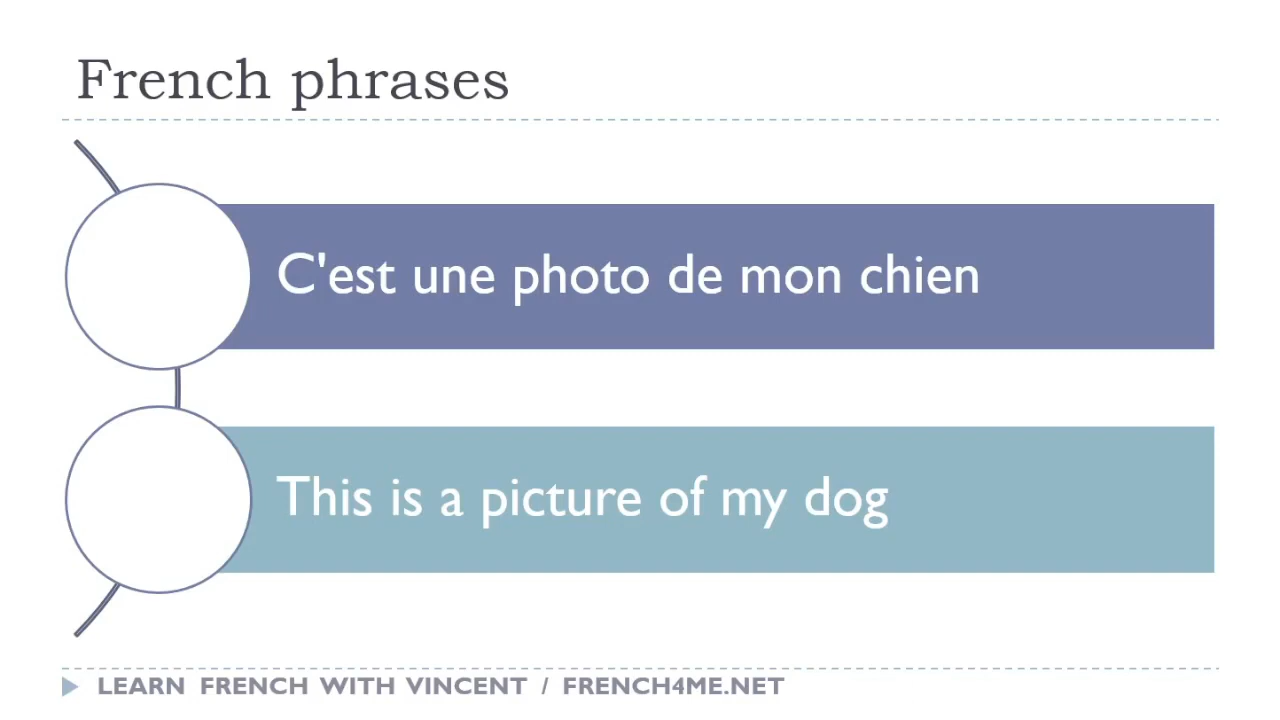 French phrases
C'est une photo de mon chien
This is a picture of my dog
LEARN FRENCH WITH VINCENT / FRENCH4ME.NET